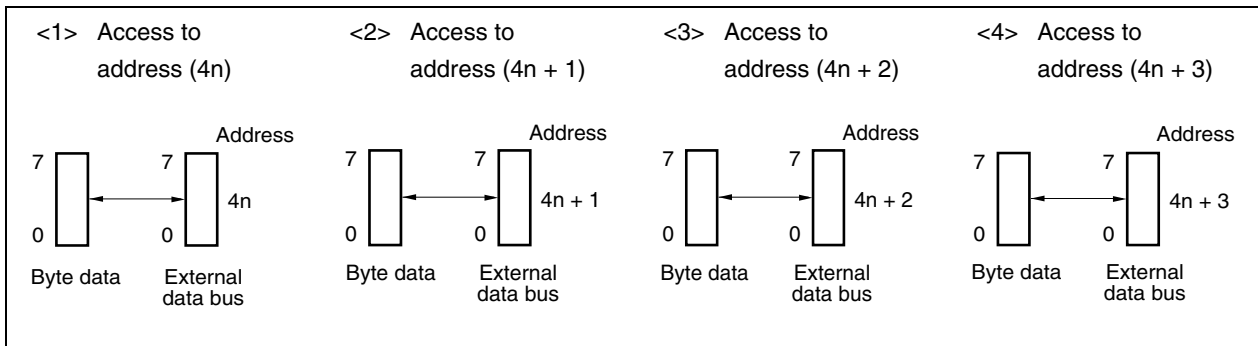 <1> Access to
address (4n)
Address
7 7
4n
0 0
Byte data External
data bus
<2> Access to
address (4n + 1)
Address
7 7
4n + 1
0 0
Byte data External
data bus
<3> Access to
address (4n + 2)
Address
7 7
4n + 2
0 0
Byte data External
data bus
<4> Access to
address (4n + 3)
Address
7 7
4n + 3
0 0
Byte data External
data bus